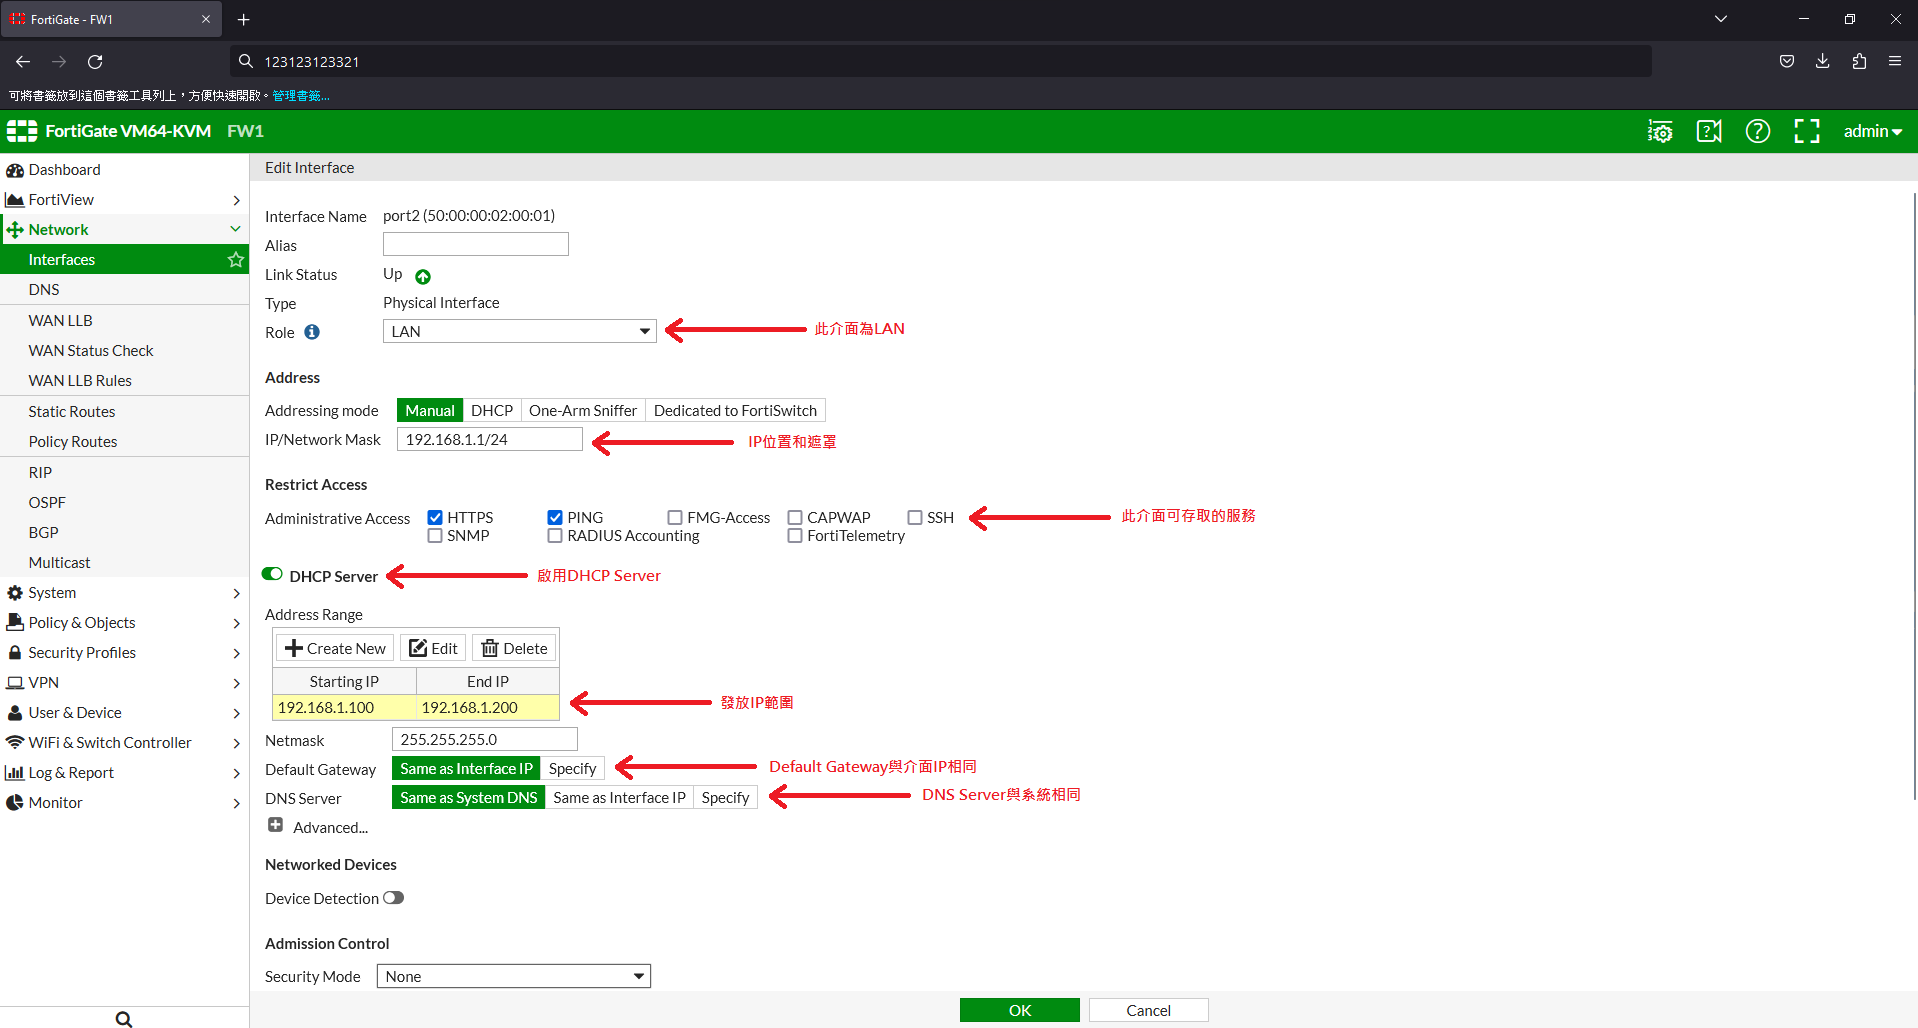 FortiGate - FW1
123123123321
可將書籤放到這個書籤工具列上，方便快速開啟。管理書籤...
FortiGate VM64-KVM FW1
admin
Dashboard
FortiView
Network
Interfaces
DNS
WAN LLB
WAN Status Check
WAN LLB Rules
Static Routes
Policy Routes
RIP
OSPF
BGP
Multicast
System
Policy & Objects
Security Profiles
VPN
User & Device
WiFi & Switch Controller
Log & Report
Monitor
Edit Interface
Interface Name port2 (50:00:00:02:00:01)
Alias
Link Status Up
Type Physical Interface
Role LAN 此介面為LAN
Address
Addressing mode Manual DHCP One-Arm Sniffer Dedicated to FortiSwitch
IP/Network Mask 192.168.1.1/24 IP位置和遮罩
Restrict Access
Administrative Access HTTPS PING FMG-Access CAPWAP SSH 此介面可存取的服務
SNMP RADIUS Accounting FortiTelemetry
DHCP Server 啟用DHCP Server
Address Range
Create New Edit Delete
Starting IP End IP
192.168.1.100 192.168.1.200 發放IP範圍
Netmask 255.255.255.0
Default Gateway Same as Interface IP Specify Default Gateway與介面IP相同
DNS Server Same as System DNS Same as Interface IP Specify DNS Server與系統相同
Advanced...
Networked Devices
Device Detection
Admission Control
Security Mode None
OK Cancel